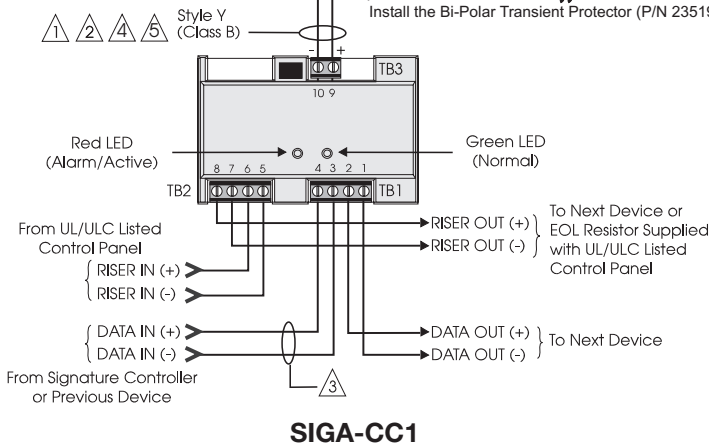 Install the Bi-Polar Transient Protector (P/N 23519
1 2 4 5
Style Y
(Class B)
- +
TB3
10 9
Red LED
(Alarm/Active)
Green LED
(Normal)
8 7 6 5 4 3 2 1
TB2
TB1
From UL/ULC Listed
Control Panel
RISER IN (+)
RISER IN (-)
RISER OUT (+)
RISER OUT (-)
To Next Device or
EOL Resistor Supplied
with UL/ULC Listed
Control Panel
DATA IN (+)
DATA IN (-)
DATA OUT (+)
DATA OUT (-)
To Next Device
From Signature Controller
or Previous Device
3
SIGA-CC1